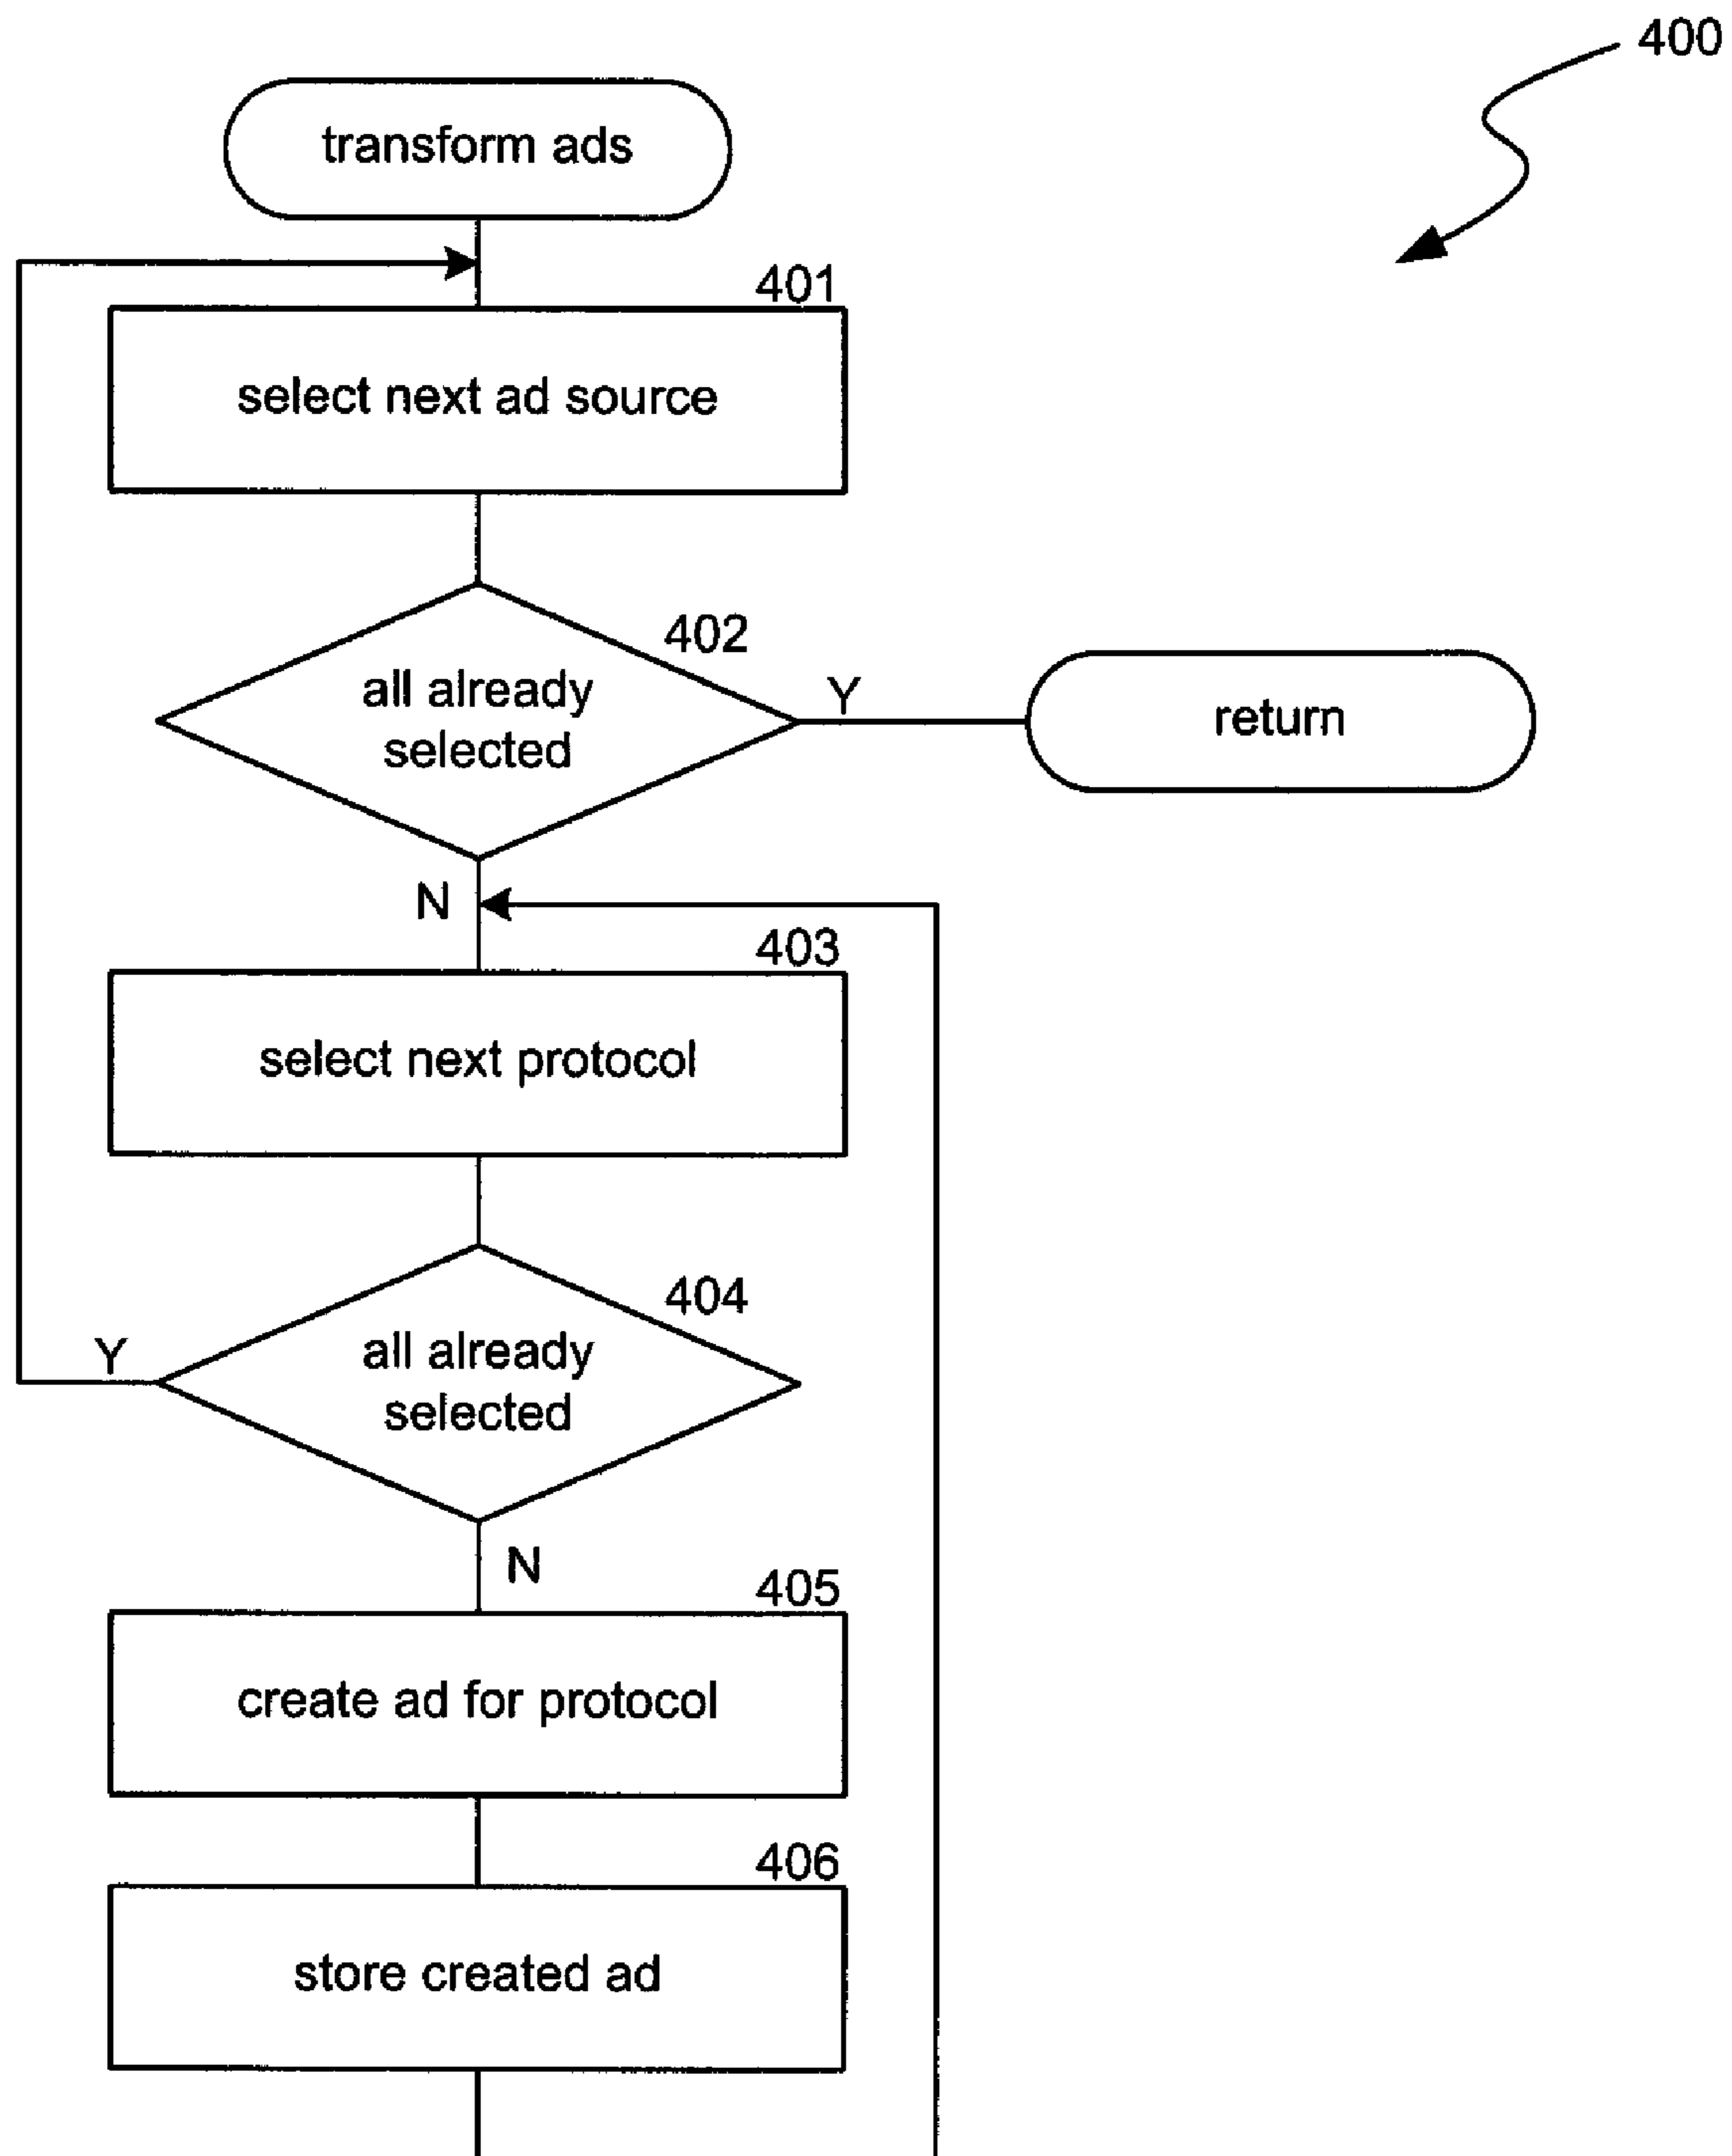 400
transform ads
401
select next ad source
402
all already
selected
Y
return
N
403
select next protocol
404
all already
selected
Y
N
405
create ad for protocol
406
store created ad